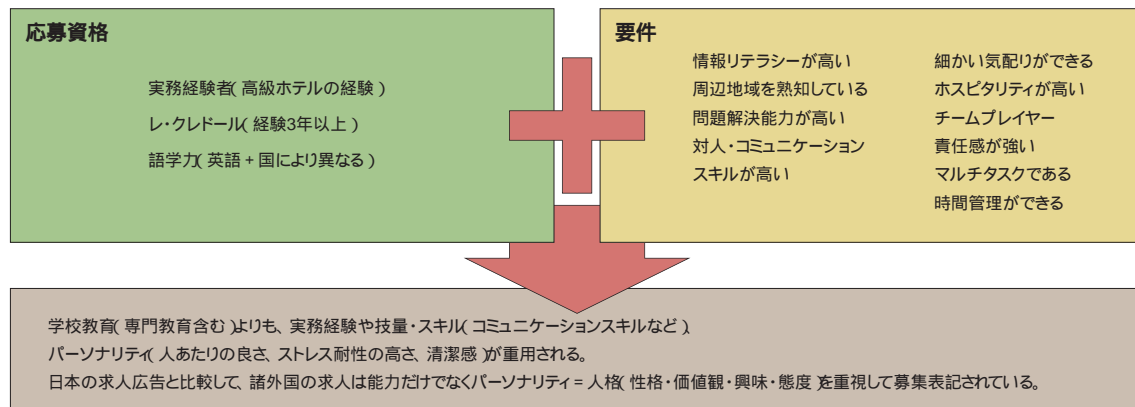 応募資格
実務経験者(高級ホテルの経験)
レ・クレドール(経験3年以上)
語学力(英語+国により異なる)
要件
情報リテラシーが高い
周辺地域を熟知している
問題解決能力が高い
対人・コミュニケーション
スキルが高い
細かい気配りができる
ホスピタリティが高い
チームプレイヤー
責任感が強い
マルチタスクである
時間管理ができる
学校教育(専門教育含む)よりも、実務経験や技量・スキル(コミュニケーションスキルなど)、
パーソナリティ(人あたりの良さ、ストレス耐性の高さ、清潔感)が重用される。
日本の求人広告と比較して、諸外国の求人は能力だけでなくパーソナリティ=人格(性格・価値観・興味・態度)を重視して募集表記されている。